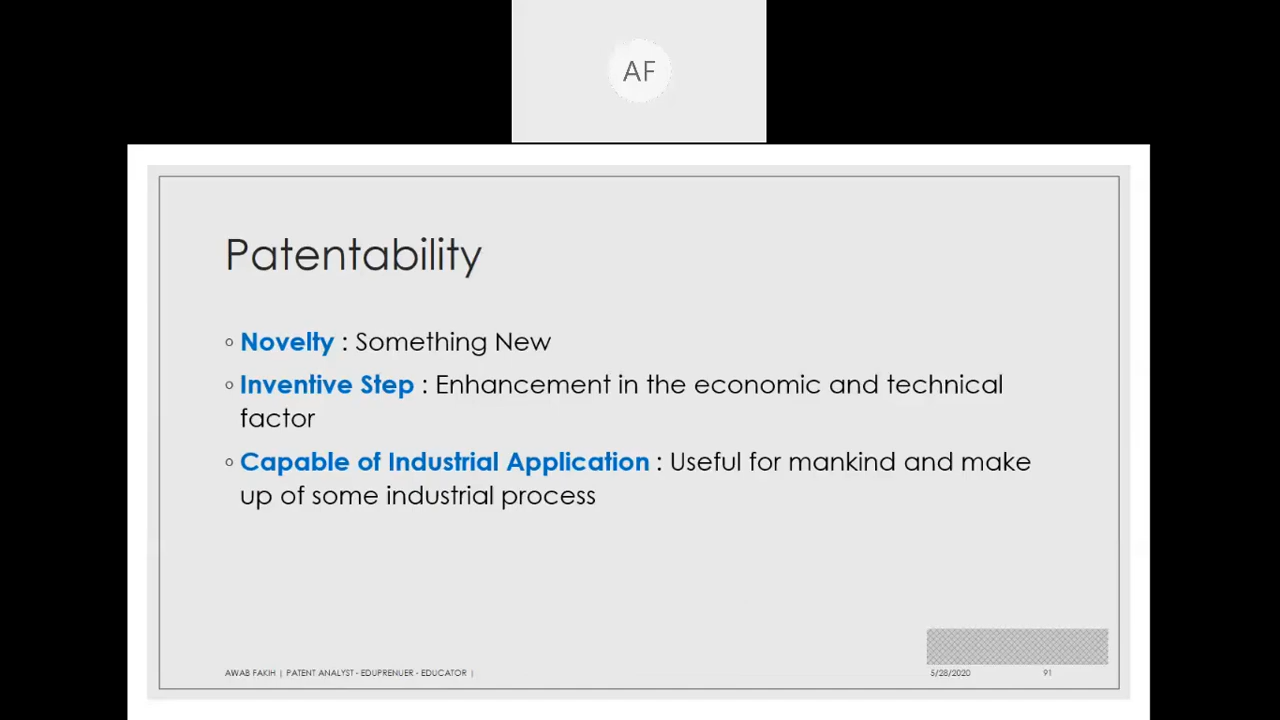 AF
Patentability
◦ Novelty : Something New
◦ Inventive Step : Enhancement in the economic and technical
factor
◦ Capable of Industrial Application : Useful for mankind and make
up of some industrial process
AWAB FAKIH | PATENT ANALYST - EDUPRENUER - EDUCATOR |
5/28/2020
91